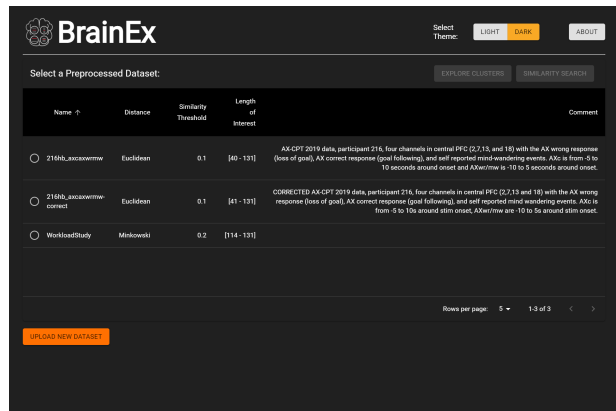 BrainEx
Select
Theme:
LIGHT
DARK
ABOUT
Select a Preprocessed Dataset:
EXPLORE CLUSTERS
SIMILARITY SEARCH
Name ↑
Distance
Similarity
Threshold
Length
of
Interest
Comment
216hb_axcaxwrmw
Euclidean
0.1
[40 - 131]
AX-CPT 2019 data, participant 216, four channels in central PFC (2,7,13, and 18) with the AX wrong response
(loss of goal), AX correct response (goal following), and self reported mind-wandering events. AXc is from -5 to
10 seconds around onset and AXwr/mw is -10 to 5 seconds around onset.
216hb_axcaxwrmw-
correct
Euclidean
0.1
[41 - 131]
CORRECTED AX-CPT 2019 data, participant 216, four channels in central PFC (2,7,13 and 18) with the AX wrong
response (loss of goal), AX correct response (goal following), and self reported mind wandering events. AXc is
from -5 to 10s around stim onset, AXwr/mw are -10 to 5s around stim onset.
WorkloadStudy
Minkowski
0.2
[114 - 131]
Rows per page:
5
1-3 of 3
UPLOAD NEW DATASET